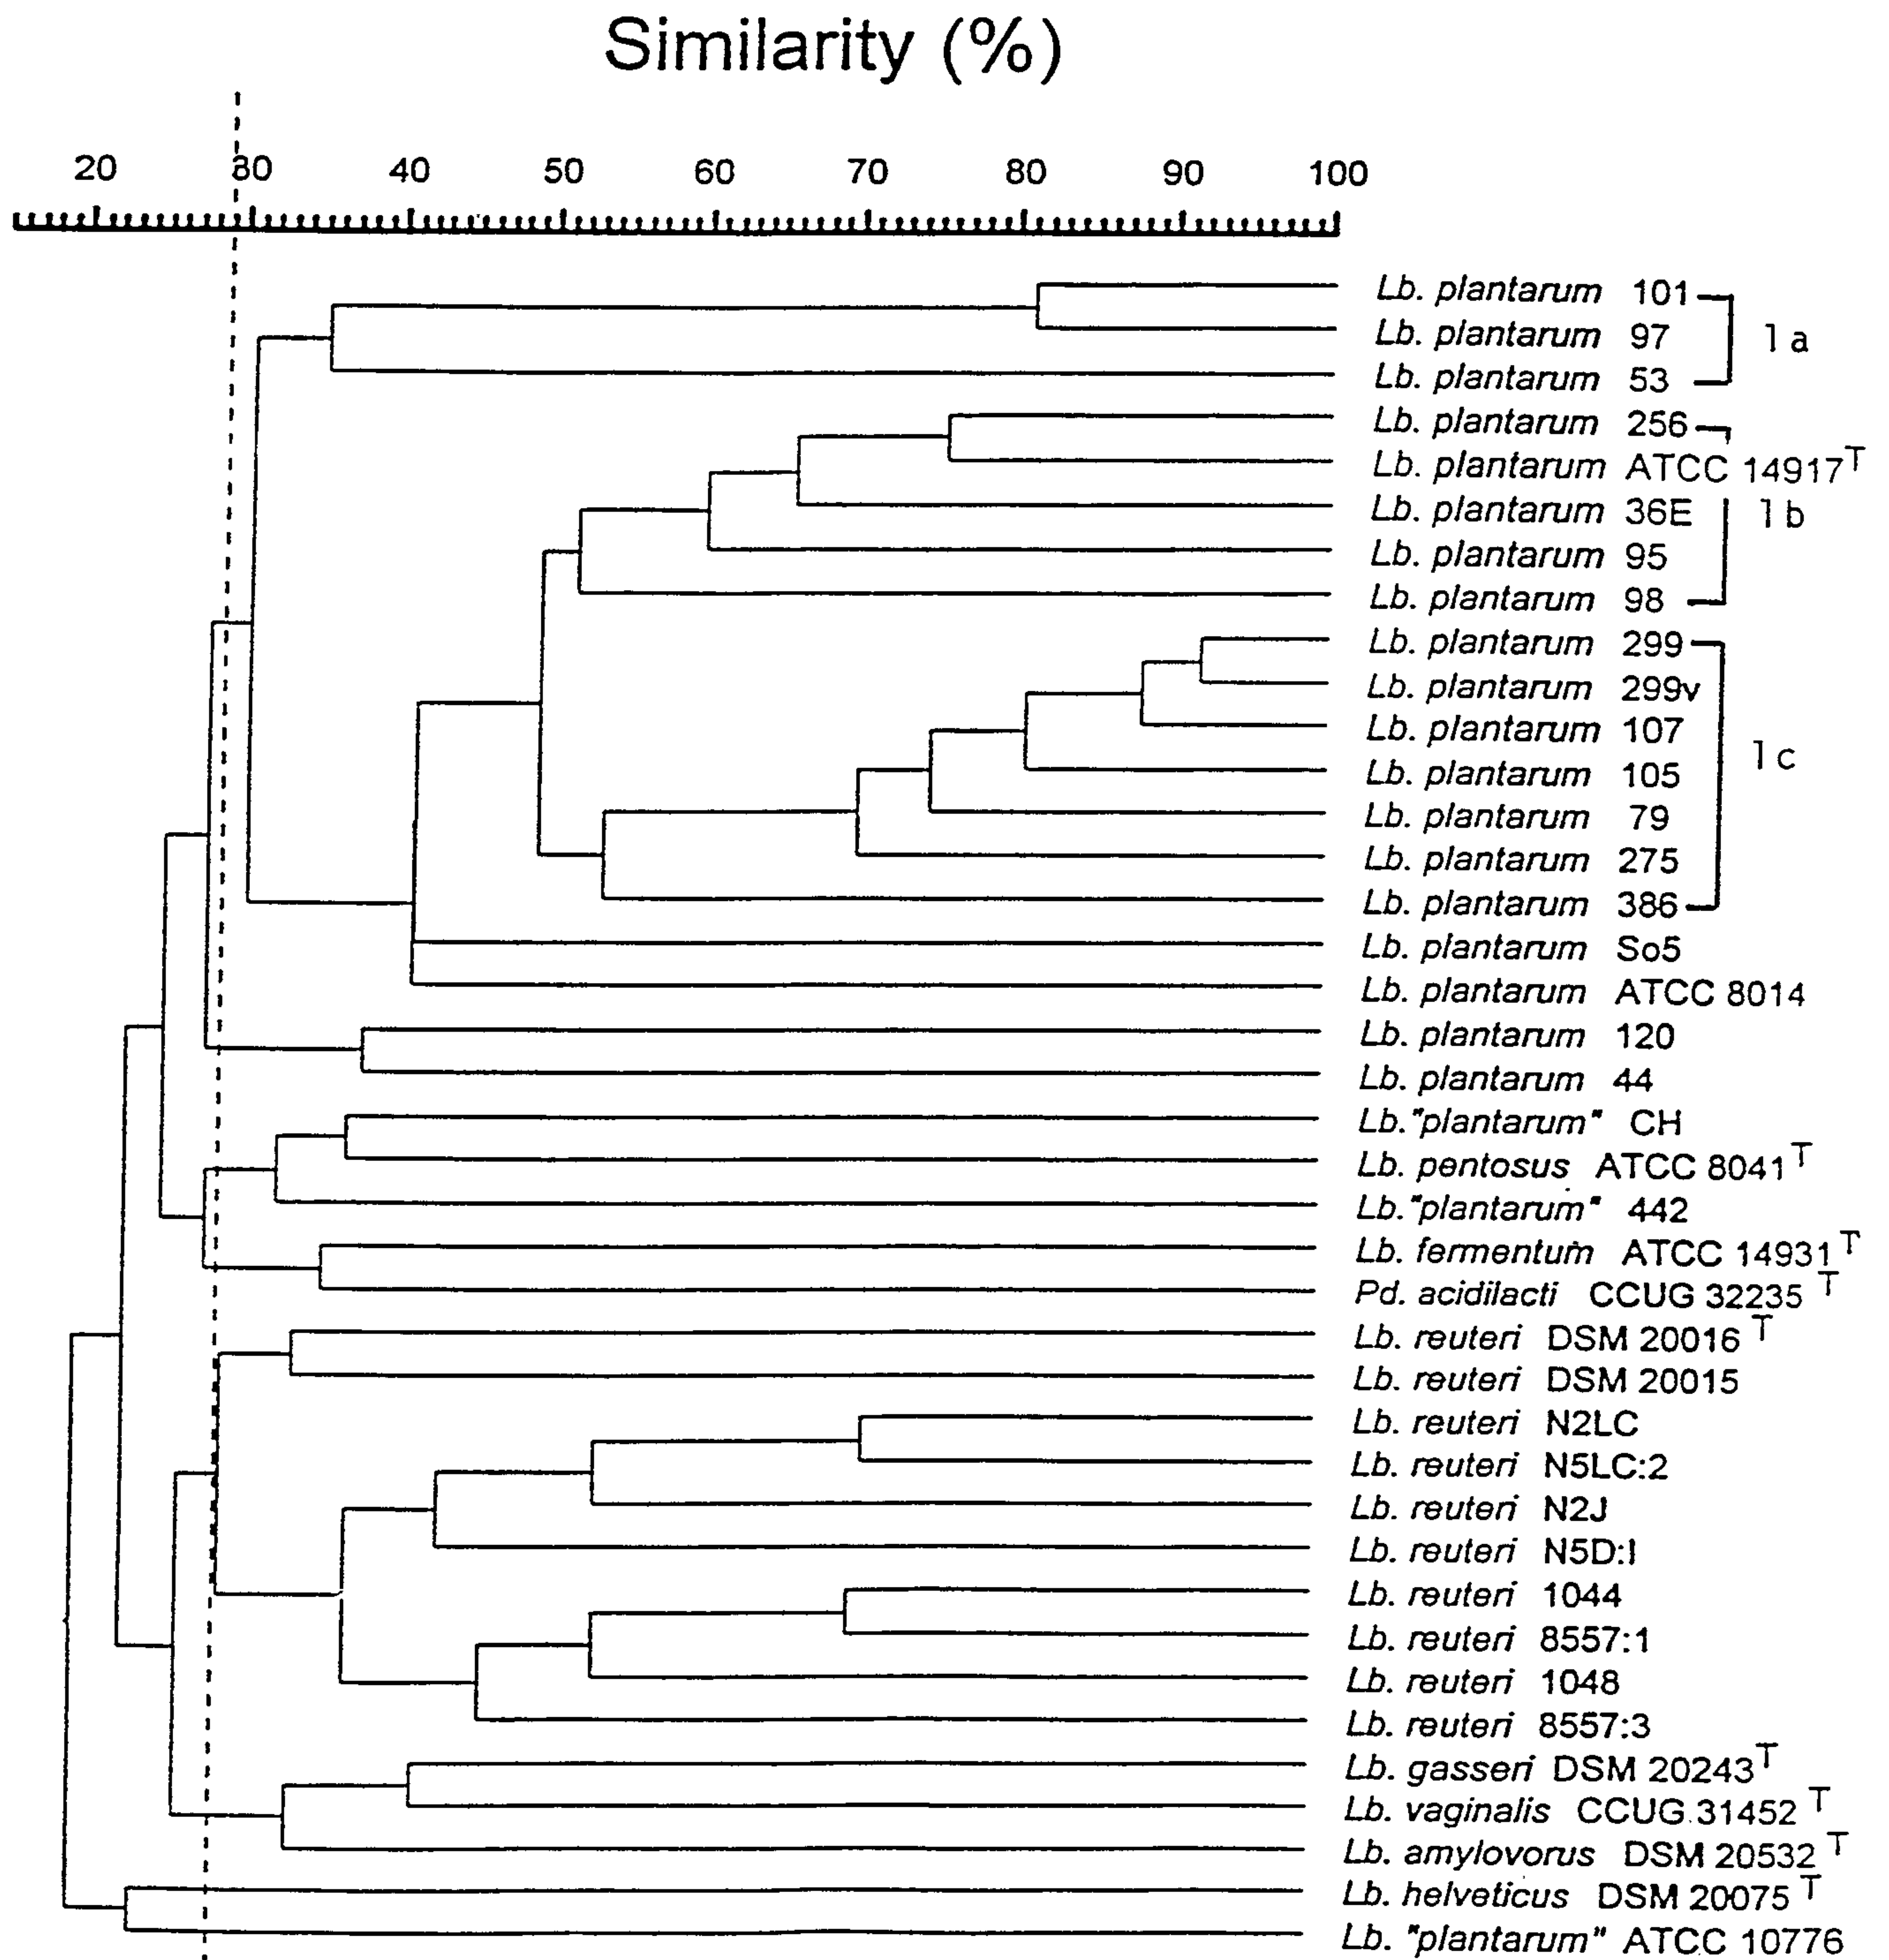 Similarity (%)
20 30 40 50 60 70 80 90 100
Lb. plantarum 101
Lb. plantarum 97
1a
Lb. plantarum 53
Lb. plantarum 256
Lb. plantarum ATCC 14917T
Lb. plantarum 36E
1b
Lb. plantarum 95
Lb. plantarum 98
Lb. plantarum 299
Lb. plantarum 299v
Lb. plantarum 107
1c
Lb. plantarum 105
Lb. plantarum 79
Lb. plantarum 275
Lb. plantarum 386
Lb. plantarum So5
Lb. plantarum ATCC 8014
Lb. plantarum 120
Lb. plantarum 44
Lb."plantarum" CH
Lb. pentosus ATCC 8041T
Lb."plantarum" 442
Lb. fermentum ATCC 14931T
Pd. acidilacti CCUG 32235 T
Lb. reuteri DSM 20016 T
Lb. reuteri DSM 20015
Lb. reuteri N2LC
Lb. reuteri N5LC:2
Lb. reuteri N2J
Lb. reuteri N5D:I
Lb. reuteri 1044
Lb. reuteri 8557:1
Lb. reuteri 1048
Lb. reuteri 8557:3
Lb. gasseri DSM 20243T
Lb. vaginalis CCUG 31452 T
Lb. amylovorus DSM 20532 T
Lb. helveticus DSM 20075 T
Lb. "plantarum" ATCC 10776